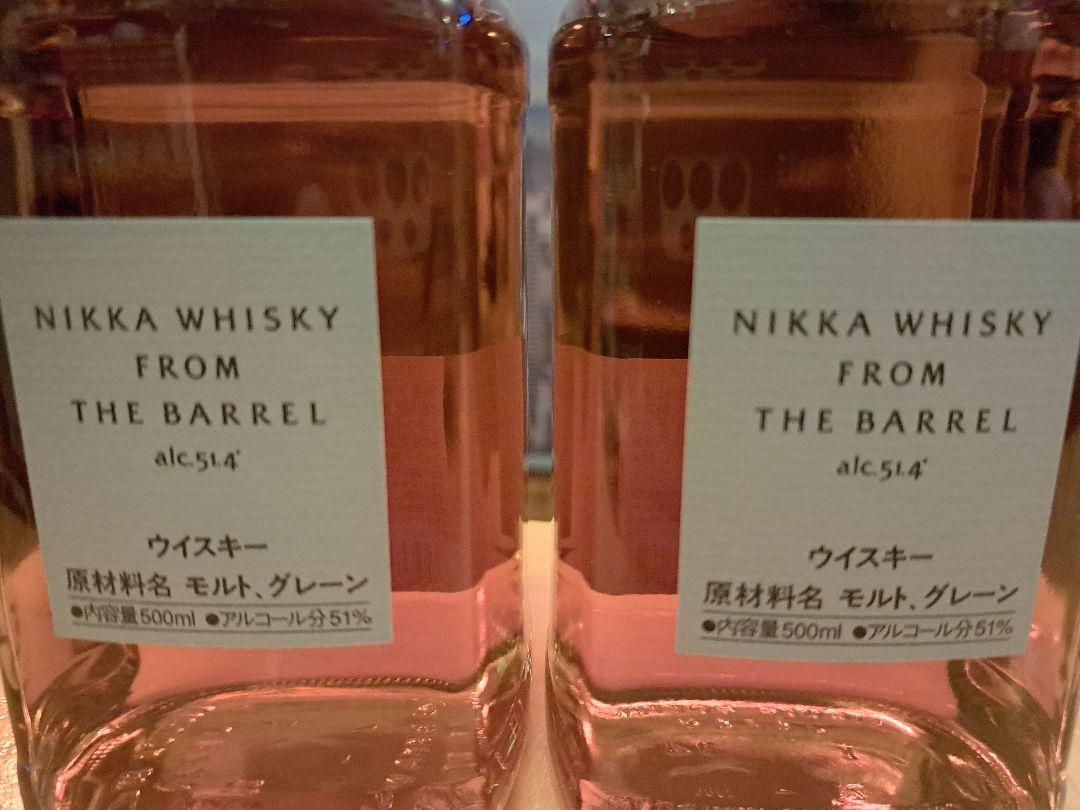 NIKKA WHISKY
FROM
THE BARREL
alc.51.4°
ウイスキー
原材料名 モルト、グレーン
●内容量500ml ●アルコール分51%
NIKKA WHISKY
FROM
THE BARREL
alc.51.4°
ウイスキー
原材料名 モルト、グレーン
●内容量500ml ●アルコール分51%